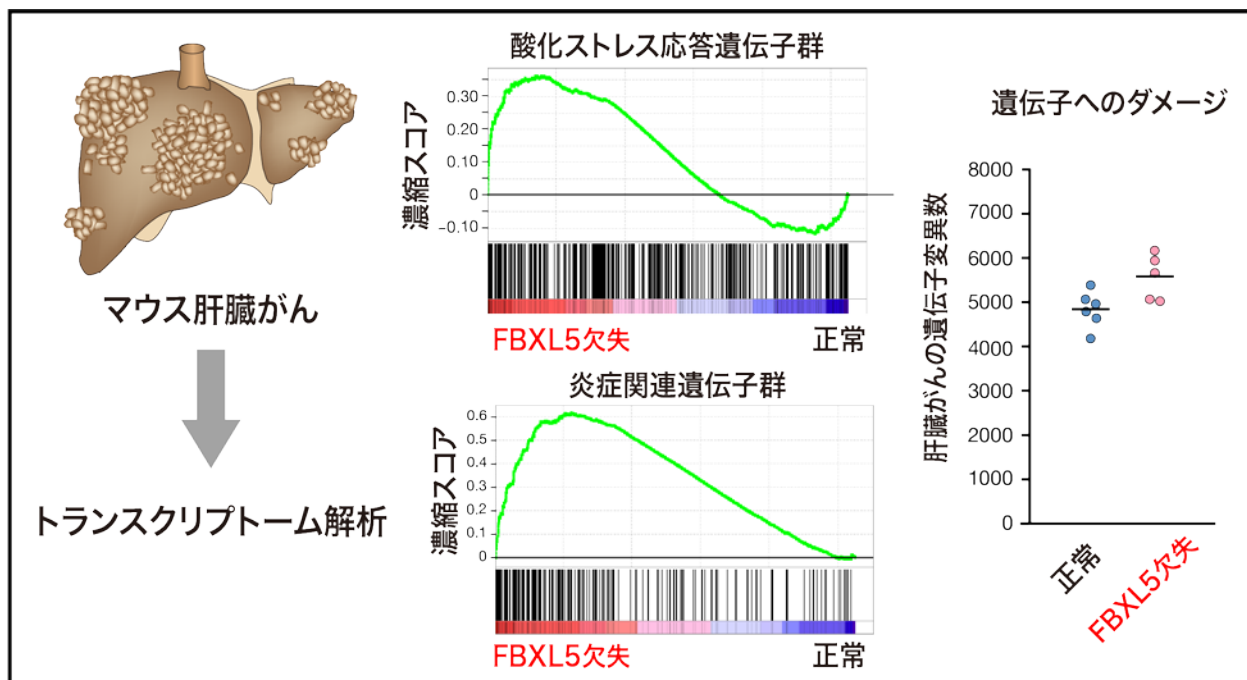 マウス肝臓がん
トランスクリプトーム解析
酸化ストレス応答遺伝子群
濃縮スコア
0.30
0.20
0.10
0
−0.10
FBXL5欠失
正常
炎症関連遺伝子群
濃縮スコア
0.6
0.5
0.4
0.3
0.2
0.1
0
FBXL5欠失
正常
遺伝子へのダメージ
肝臓がんの遺伝子変異数
8000
7000
6000
5000
4000
3000
2000
1000
0
正常
FBXL5欠失